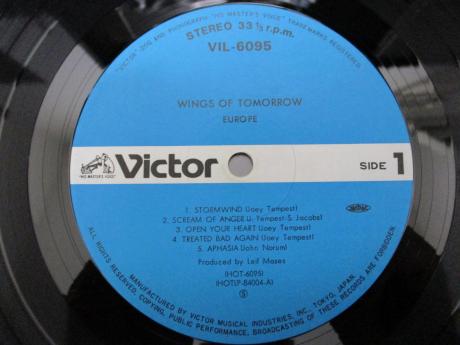 "VICTOR" DOG AND PHONOGRAPH "HIS MASTER'S VOICE" TRADEMARKS REGISTERED.
STEREO 33 1/3 r.p.m.
VIL-6095
WINGS OF TOMORROW
EUROPE
"HIS MASTER'S VOICE"
Victor
SIDE 1
1. STORMWIND (Joey Tempest)
2. SCREAM OF ANGER (J. Tempest-S. Jacobs)
3. OPEN YOUR HEART (Joey Tempest)
4. TREATED BAD AGAIN (Joey Tempest)
5. APHASIA (John Norum)
Produced by Leif Mases
(HOT-6095)
(HOTLP-84004-A)
Ⓢ
MANUFACTURED BY VICTOR MUSICAL INDUSTRIES, INC. TOKYO, JAPAN.
ALL RIGHTS RESERVED. COPYING, PUBLIC PERFORMANCE, BROADCASTING OF THESE RECORDS ARE FORBIDDEN